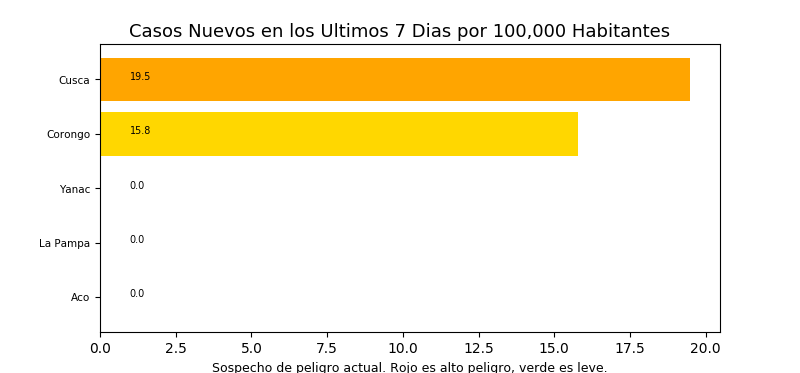 Casos Nuevos en los Ultimos 7 Dias por 100,000 Habitantes
Cusca 19.5
Corongo 15.8
Yanac 0.0
La Pampa 0.0
Aco 0.0
0.0 2.5 5.0 7.5 10.0 12.5 15.0 17.5 20.0
Sospecho de peligro actual. Rojo es alto peligro, verde es leve.